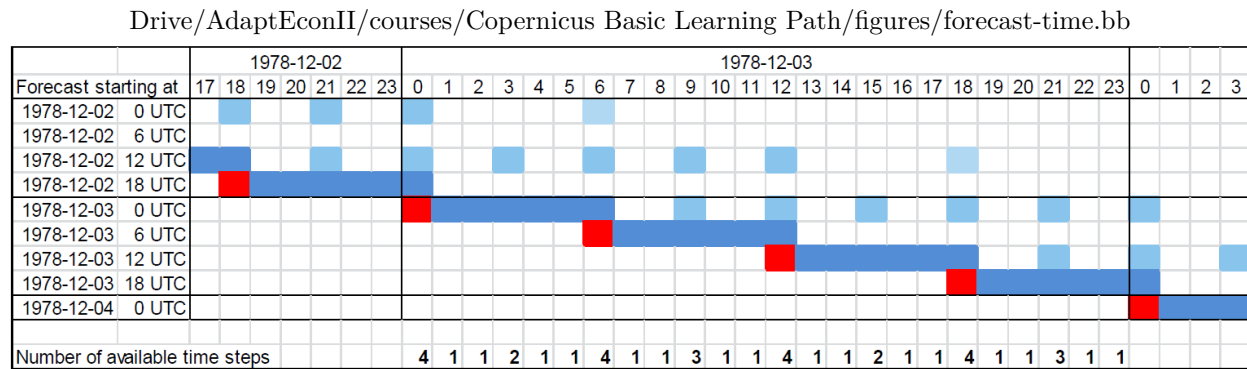 Drive/AdaptEconII/courses/Copernicus Basic Learning Path/figures/forecast-time.bb
1978-12-02 1978-12-03
Forecast starting at 17 18 19 20 21 22 23 0 1 2 3 4 5 6 7 8 9 10 11 12 13 14 15 16 17 18 19 20 21 22 23 0 1 2 3
1978-12-02 0 UTC
1978-12-02 6 UTC
1978-12-02 12 UTC
1978-12-02 18 UTC
1978-12-03 0 UTC
1978-12-03 6 UTC
1978-12-03 12 UTC
1978-12-03 18 UTC
1978-12-04 0 UTC
Number of available time steps 4 1 1 2 1 1 4 1 1 3 1 1 4 1 1 2 1 1 4 1 1 3 1 1